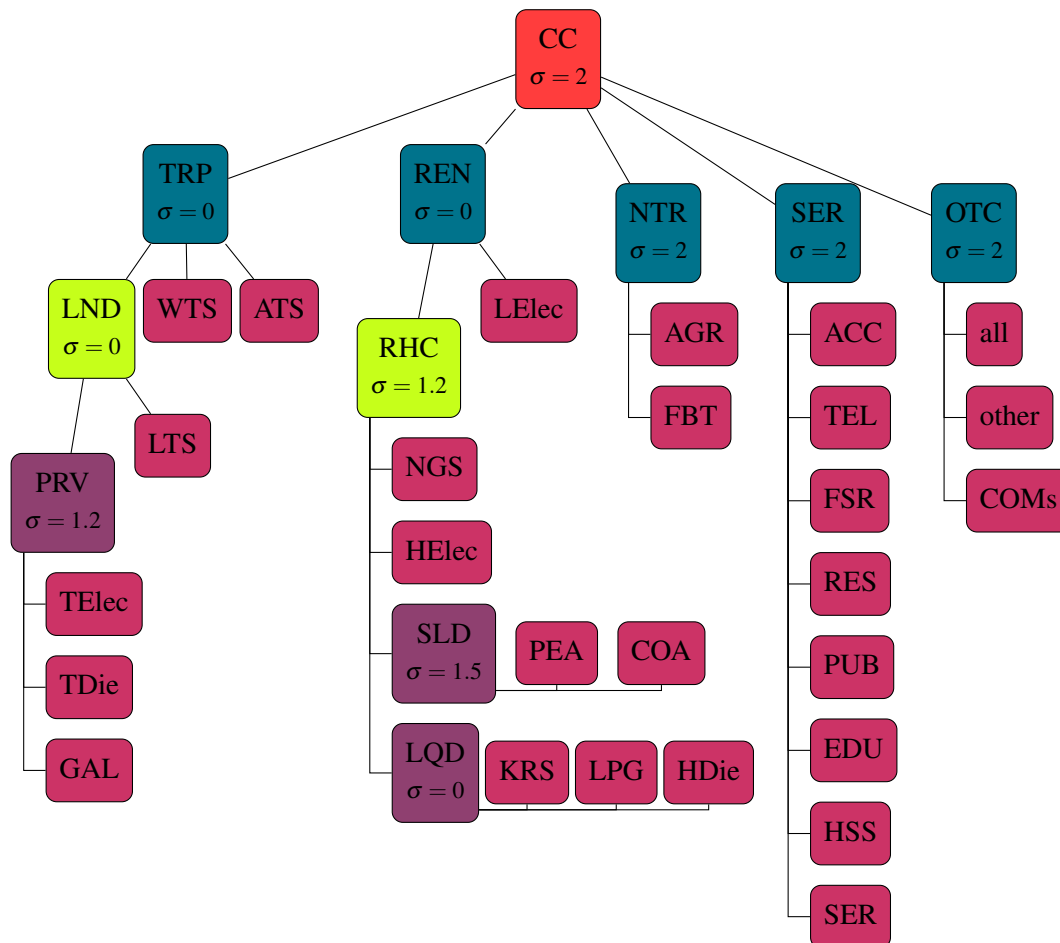 CC
σ = 2
TRP
σ = 0
REN
σ = 0
NTR
σ = 2
SER
σ = 2
OTC
σ = 2
LND
σ = 0
WTS
ATS
LElec
RHC
σ = 1.2
AGR
ACC
all
LTS
FBT
TEL
other
PRV
σ = 1.2
NGS
FSR
COMs
TElec
HElec
RES
TDie
SLD
σ = 1.5
PEA
COA
PUB
GAL
LQD
σ = 0
KRS
LPG
HDie
EDU
HSS
SER